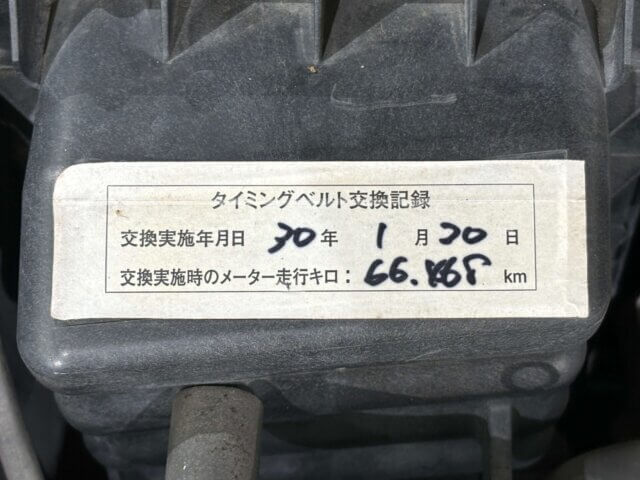 タイミングベルト交換記録
交換実施年月日 30年 1月 20日
交換実施時のメーター走行キロ: km